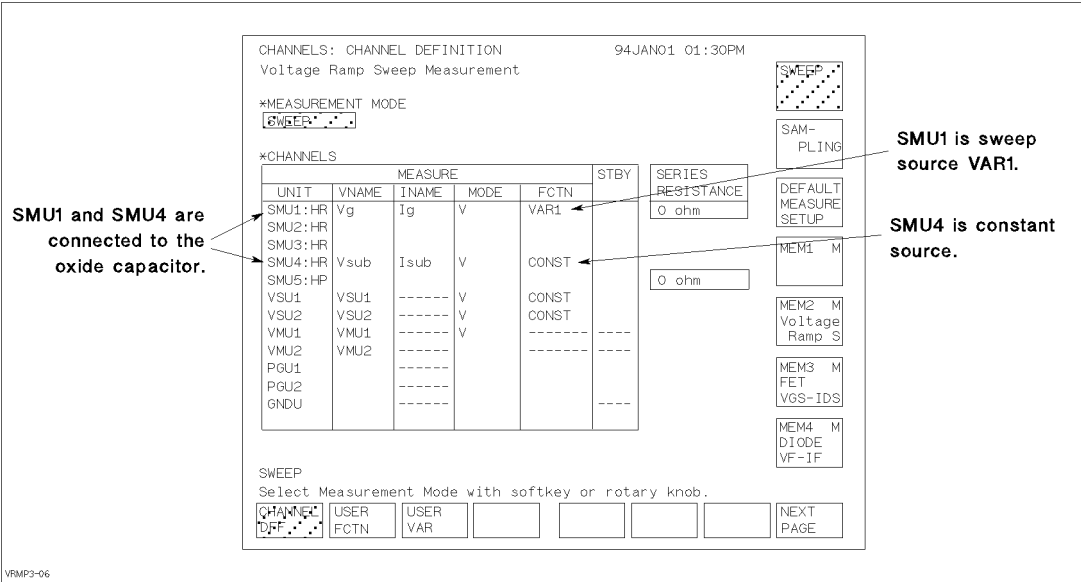 CHANNELS: CHANNEL DEFINITION 94JAN01 01:30PM
Voltage Ramp Sweep Measurement
*MEASUREMENT MODE
SWEEP
*CHANNELS
MEASURE STBY SERIES
UNIT VNAME INAME MODE FCTN RESISTANCE
SMU1:HR Vg Ig V VAR1 0 ohm
SMU2:HR
SMU3:HR
SMU4:HR Vsub Isub V CONST
SMU5:HP 0 ohm
VSU1 VSU1 ------ V CONST
VSU2 VSU2 ------ V CONST
VMU1 VMU1 ------ V ------- ----
VMU2 VMU2 ------ ------- ----
PGU1 ------
PGU2 ------
GNDU ------ ----
SWEEP
Select Measurement Mode with softkey or rotary knob.
CHANNEL
DEF
USER
FCTN
USER
VAR
NEXT
PAGE
SWEEP
SAM-
PLING
DEFAULT
MEASURE
SETUP
MEM1 M
MEM2 M
Voltage
Ramp S
MEM3 M
FET
VGS-IDS
MEM4 M
DIODE
VF-IF
SMU1 and SMU4 are
connected to the
oxide capacitor.
SMU1 is sweep
source VAR1.
SMU4 is constant
source.
VRMP3-06